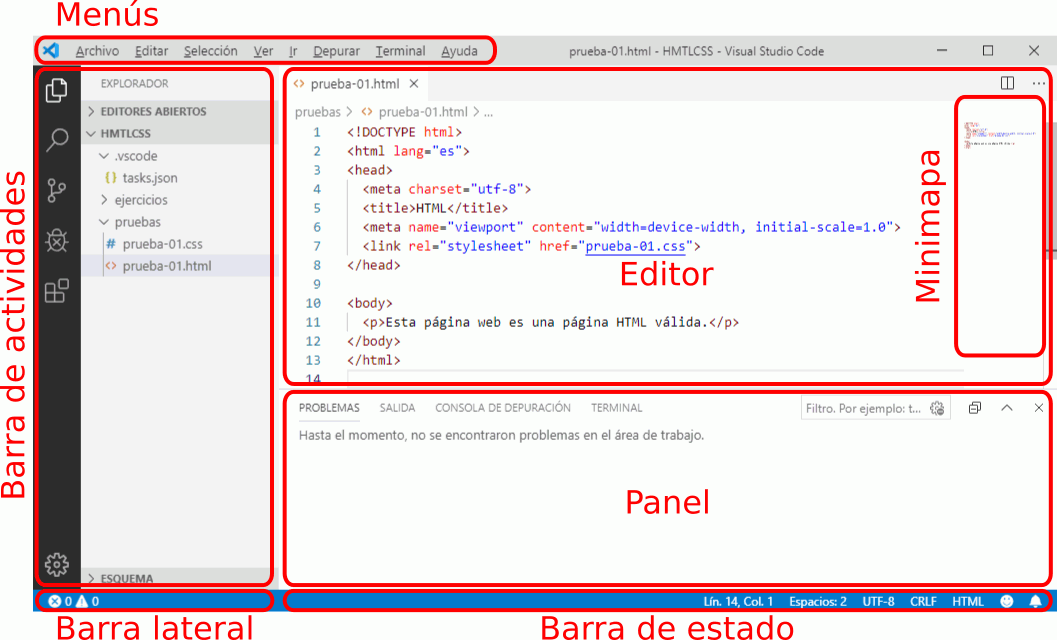 Menús
Archivo Editar Selección Ver Ir Depurar Terminal Ayuda prueba-01.html - HMTLCSS - Visual Studio Code
EXPLORADOR
EDITORES ABIERTOS
HMTLCSS
.vscode
{} tasks.json
ejercicios
pruebas
# prueba-01.css
<> prueba-01.html
ESQUEMA
Barra de actividades
<> prueba-01.html
pruebas > <> prueba-01.html > ...
1 <!DOCTYPE html>
2 <html lang="es">
3 <head>
4 <meta charset="utf-8">
5 <title>HTML</title>
6 <meta name="viewport" content="width=device-width, initial-scale=1.0">
7 <link rel="stylesheet" href="prueba-01.css">
8 </head>
9
10 <body>
11 <p>Esta página web es una página HTML válida.</p>
12 </body>
13 </html>
14
Editor
Minimapa
PROBLEMAS SALIDA CONSOLA DE DEPURACIÓN TERMINAL Filtro. Por ejemplo: t...
Hasta el momento, no se encontraron problemas en el área de trabajo.
Panel
0 0 Lín. 14, Col. 1 Espacios: 2 UTF-8 CRLF HTML
Barra lateral Barra de estado